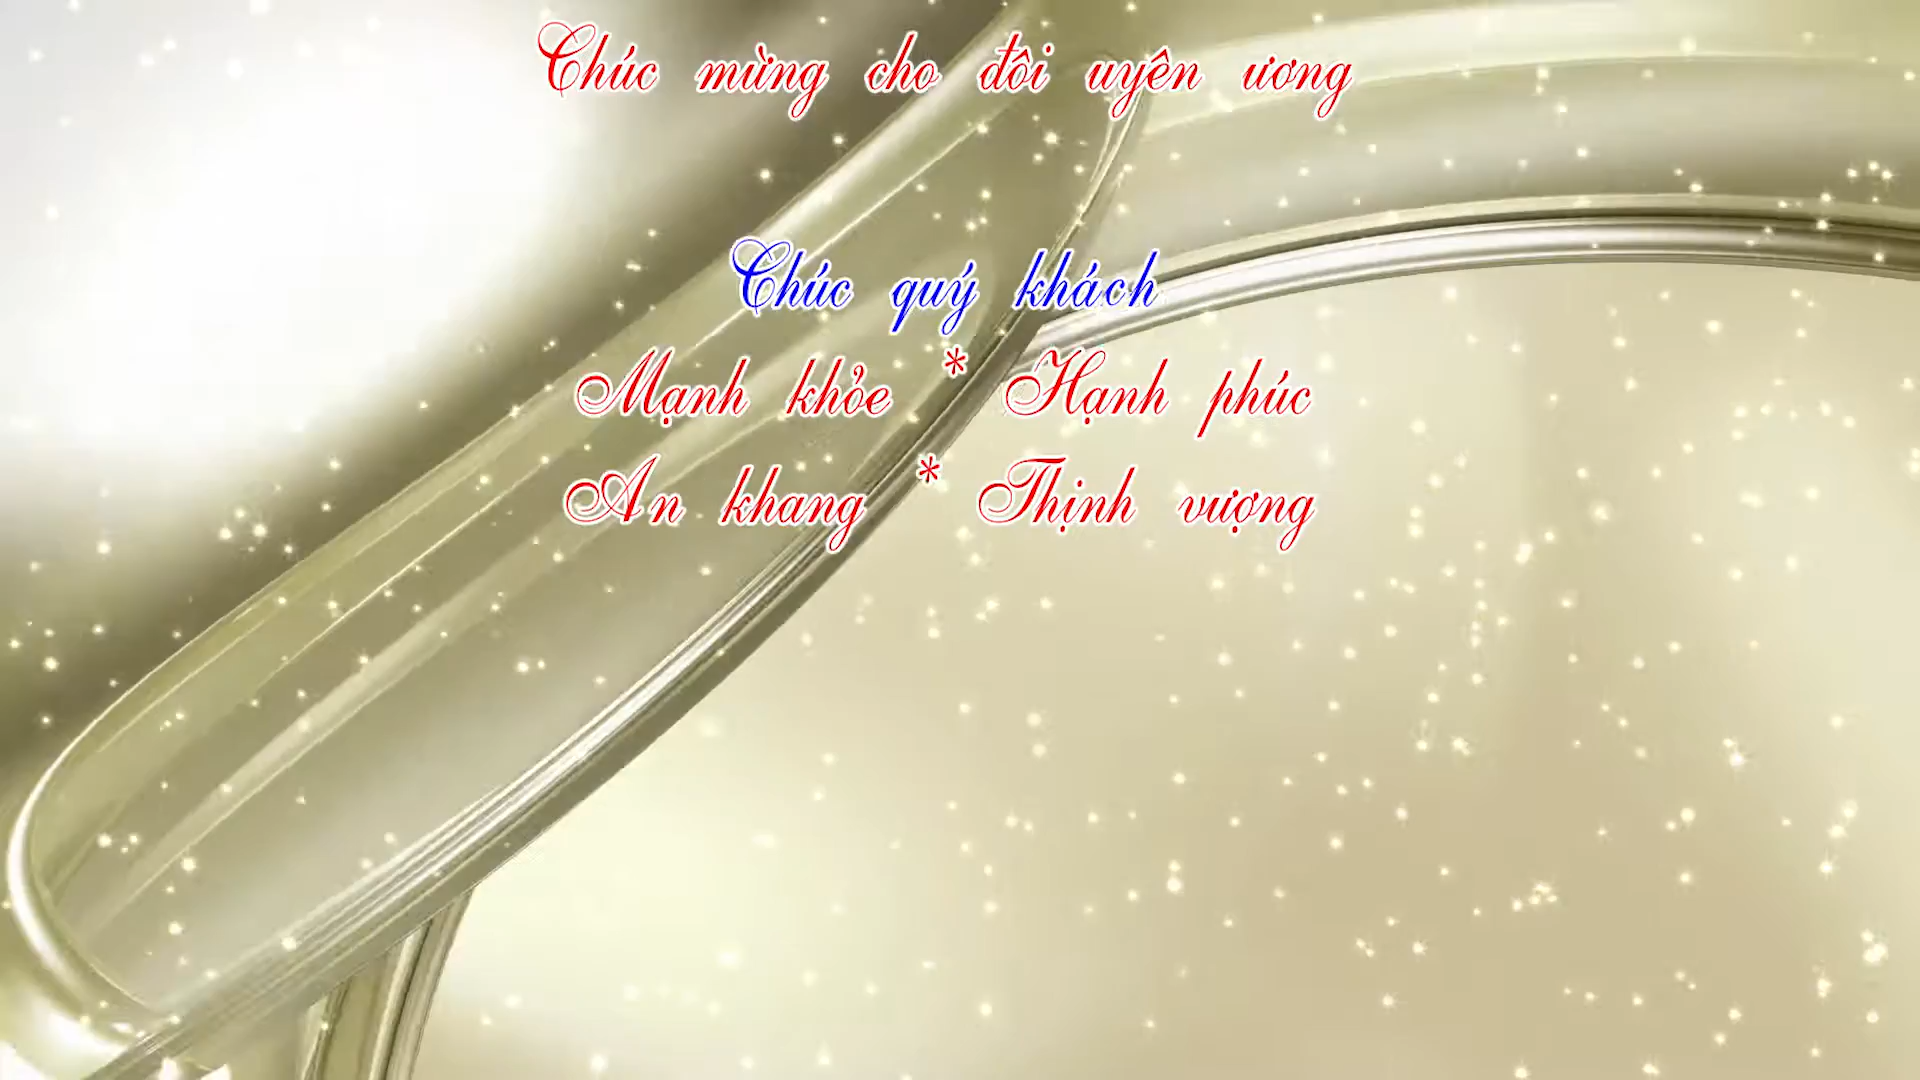 Chúc mừng cho đôi uyên ương
Chúc quý khách
Mạnh khỏe * Hạnh phúc
An khang * Thịnh vượng